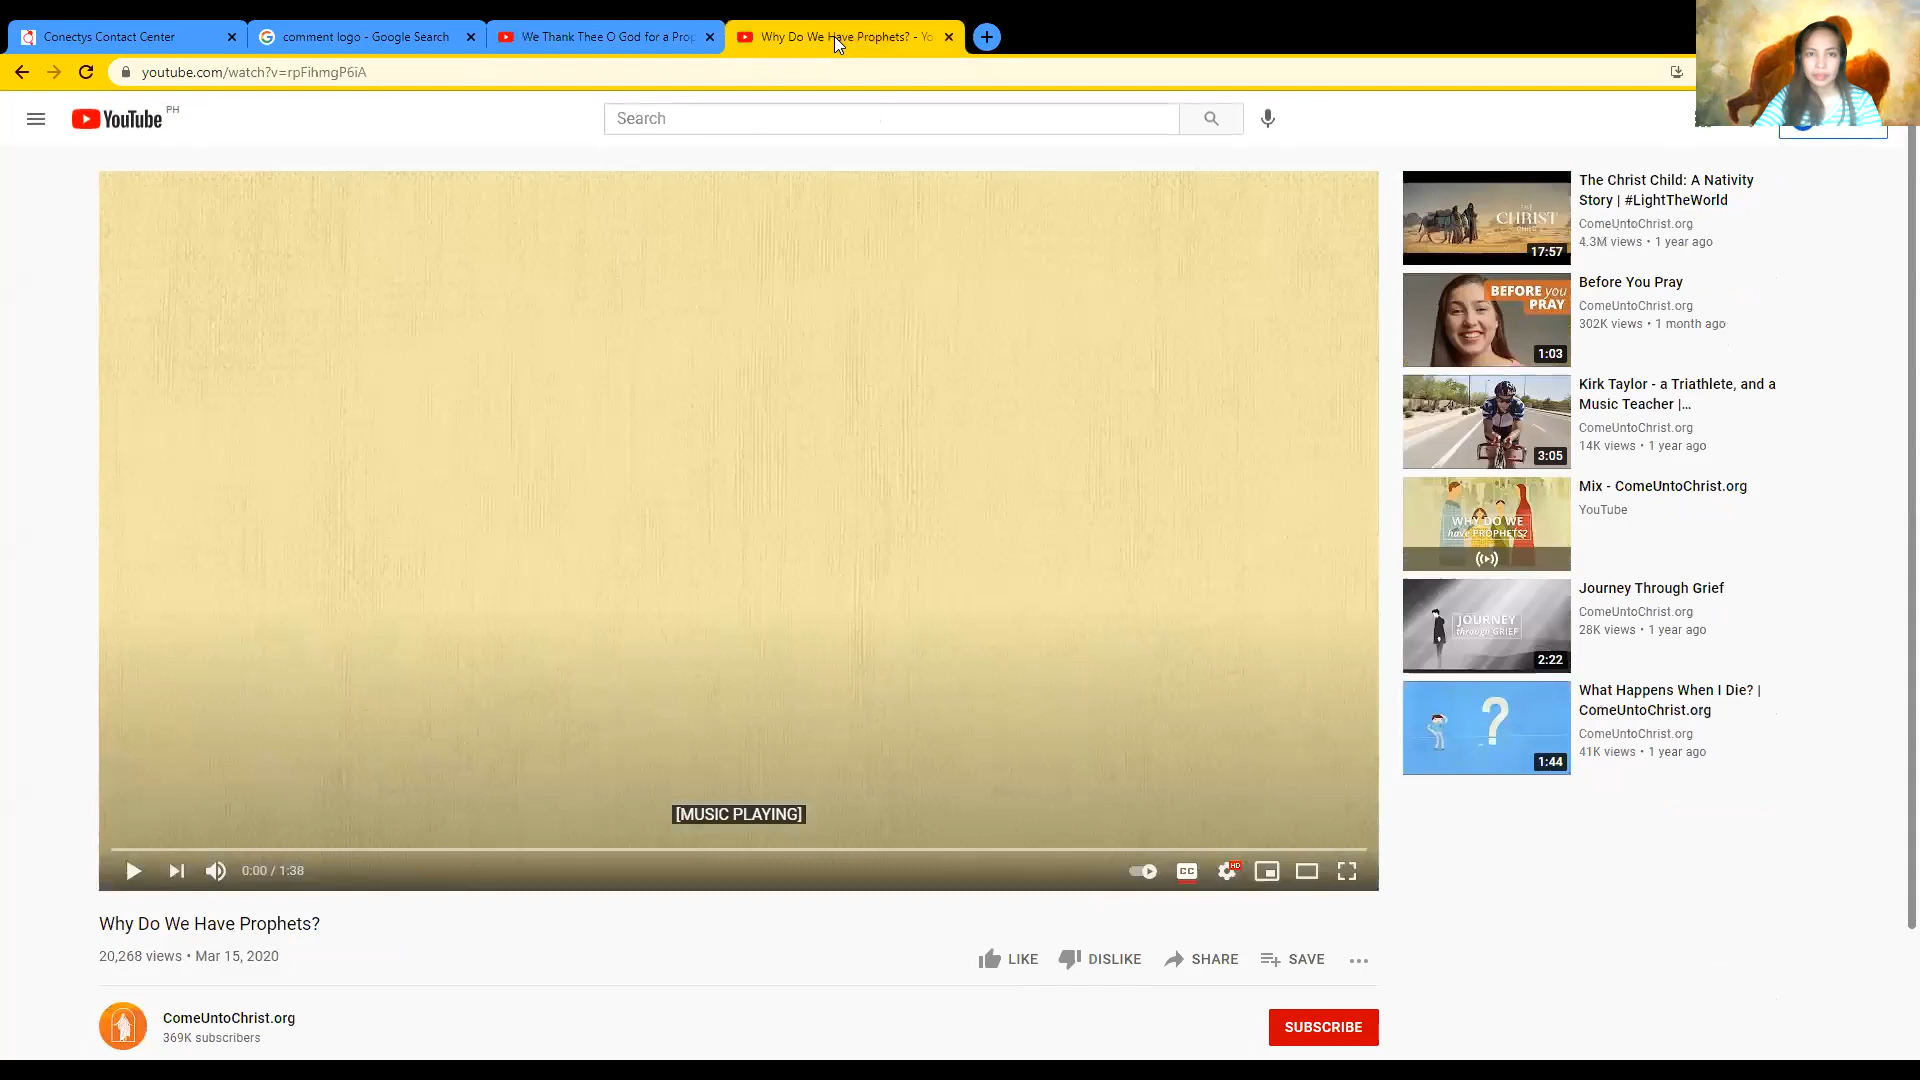 Conectys Contact Center
comment logo - Google Search
We Thank Thee O God for a Prop
Why Do We Have Prophets? - Yo
youtube.com/watch?v=rpFihmgP6iA
YouTube PH
Search
[MUSIC PLAYING]
0:00 / 1:38
CC
HD
Why Do We Have Prophets?
20,268 views • Mar 15, 2020
LIKE
DISLIKE
SHARE
SAVE
ComeUntoChrist.org
369K subscribers
SUBSCRIBE
THE
CHRIST
17:57
The Christ Child: A Nativity
Story | #LightTheWorld
ComeUntoChrist.org
4.3M views • 1 year ago
BEFORE you
PRAY
1:03
Before You Pray
ComeUntoChrist.org
302K views • 1 month ago
3:05
Kirk Taylor - a Triathlete, and a
Music Teacher |...
ComeUntoChrist.org
14K views • 1 year ago
WHY DO WE
have PROPHETS?
Mix - ComeUntoChrist.org
YouTube
JOURNEY
through GRIEF
2:22
Journey Through Grief
ComeUntoChrist.org
28K views • 1 year ago
?
1:44
What Happens When I Die? |
ComeUntoChrist.org
ComeUntoChrist.org
41K views • 1 year ago